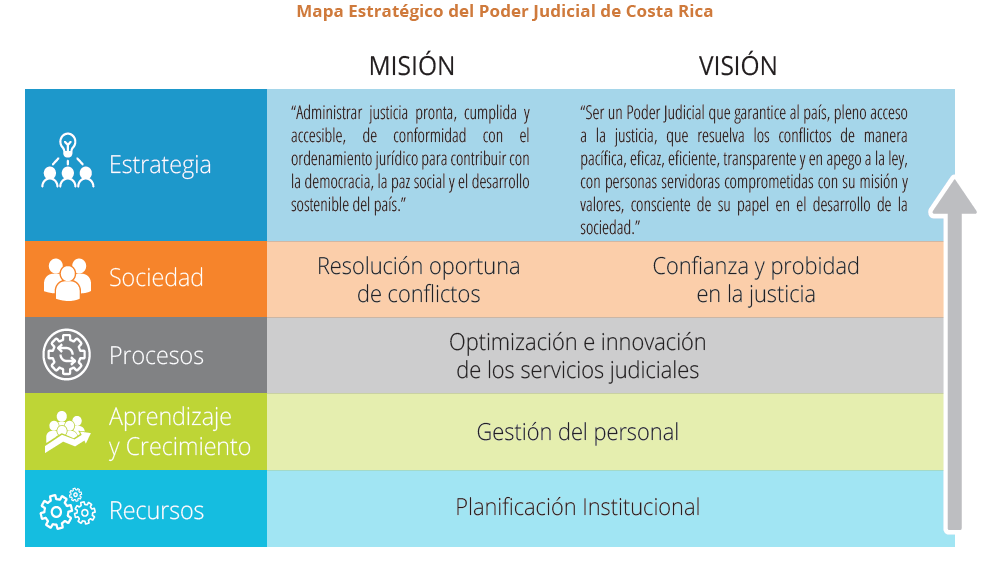 Mapa Estratégico del Poder Judicial de Costa Rica
MISIÓN
VISIÓN
Estrategia
“Administrar justicia pronta, cumplida y
accesible, de conformidad con el
ordenamiento jurídico para contribuir con
la democracia, la paz social y el desarrollo
sostenible del país.”
“Ser un Poder Judicial que garantice al país, pleno acceso
a la justicia, que resuelva los conflictos de manera
pacífica, eficaz, eficiente, transparente y en apego a la ley,
con personas servidoras comprometidas con su misión y
valores, consciente de su papel en el desarrollo de la
sociedad.”
Sociedad
Resolución oportuna
de conflictos
Confianza y probidad
en la justicia
Procesos
Optimización e innovación
de los servicios judiciales
Aprendizaje
y Crecimiento
Gestión del personal
Recursos
Planificación Institucional